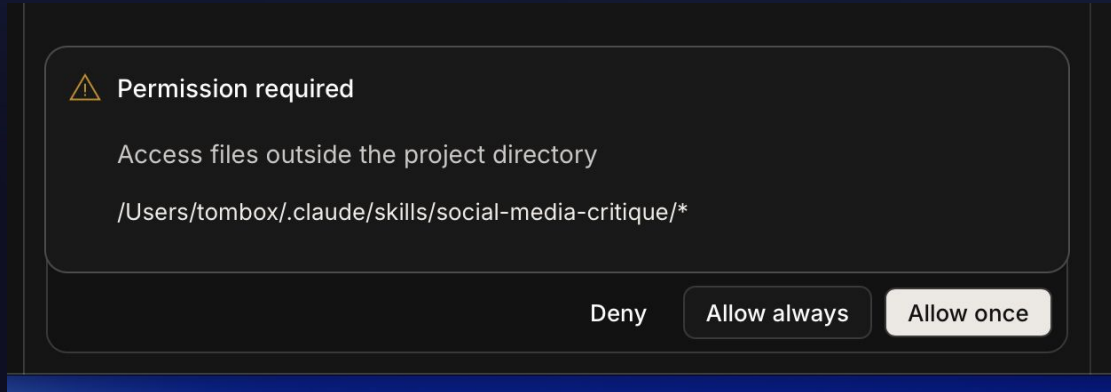 Permission required
Access files outside the project directory
/Users/tombox/.claude/skills/social-media-critique/*
Deny
Allow always
Allow once